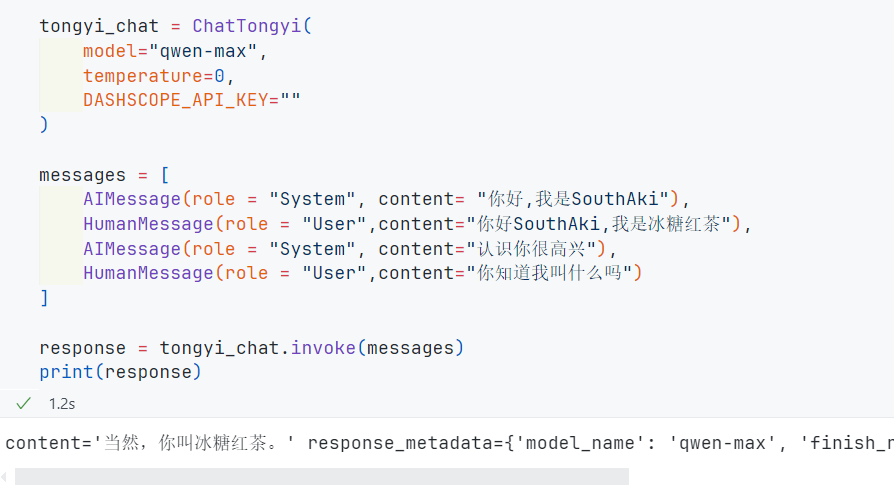 tongyi_chat = ChatTongyi(
    model="qwen-max",
    temperature=0,
    DASHSCOPE_API_KEY=""
)
messages = [
    AIMessage(role = "System", content= "你好,我是SouthAki"),
    HumanMessage(role = "User",content="你好SouthAki,我是冰糖红茶"),
    AIMessage(role = "System", content="认识你很高兴"),
    HumanMessage(role = "User",content="你知道我叫什么吗")
]
response = tongyi_chat.invoke(messages)
print(response)
1.2s
content='当然，你叫冰糖红茶。' response_metadata={'model_name': 'qwen-max', 'finish_r